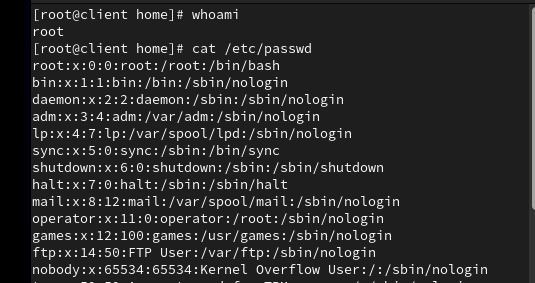 [root@client home]# whoami
root
[root@client home]# cat /etc/passwd
root:x:0:0:root:/root:/bin/bash
bin:x:1:1:bin:/bin:/sbin/nologin
daemon:x:2:2:daemon:/sbin:/sbin/nologin
adm:x:3:4:adm:/var/adm:/sbin/nologin
lp:x:4:7:lp:/var/spool/lpd:/sbin/nologin
sync:x:5:0:sync:/sbin:/bin/sync
shutdown:x:6:0:shutdown:/sbin:/sbin/shutdown
halt:x:7:0:halt:/sbin:/sbin/halt
mail:x:8:12:mail:/var/spool/mail:/sbin/nologin
operator:x:11:0:operator:/root:/sbin/nologin
games:x:12:100:games:/usr/games:/sbin/nologin
ftp:x:14:50:FTP User:/var/ftp:/sbin/nologin
nobody:x:65534:65534:Kernel Overflow User:/:/sbin/nologin